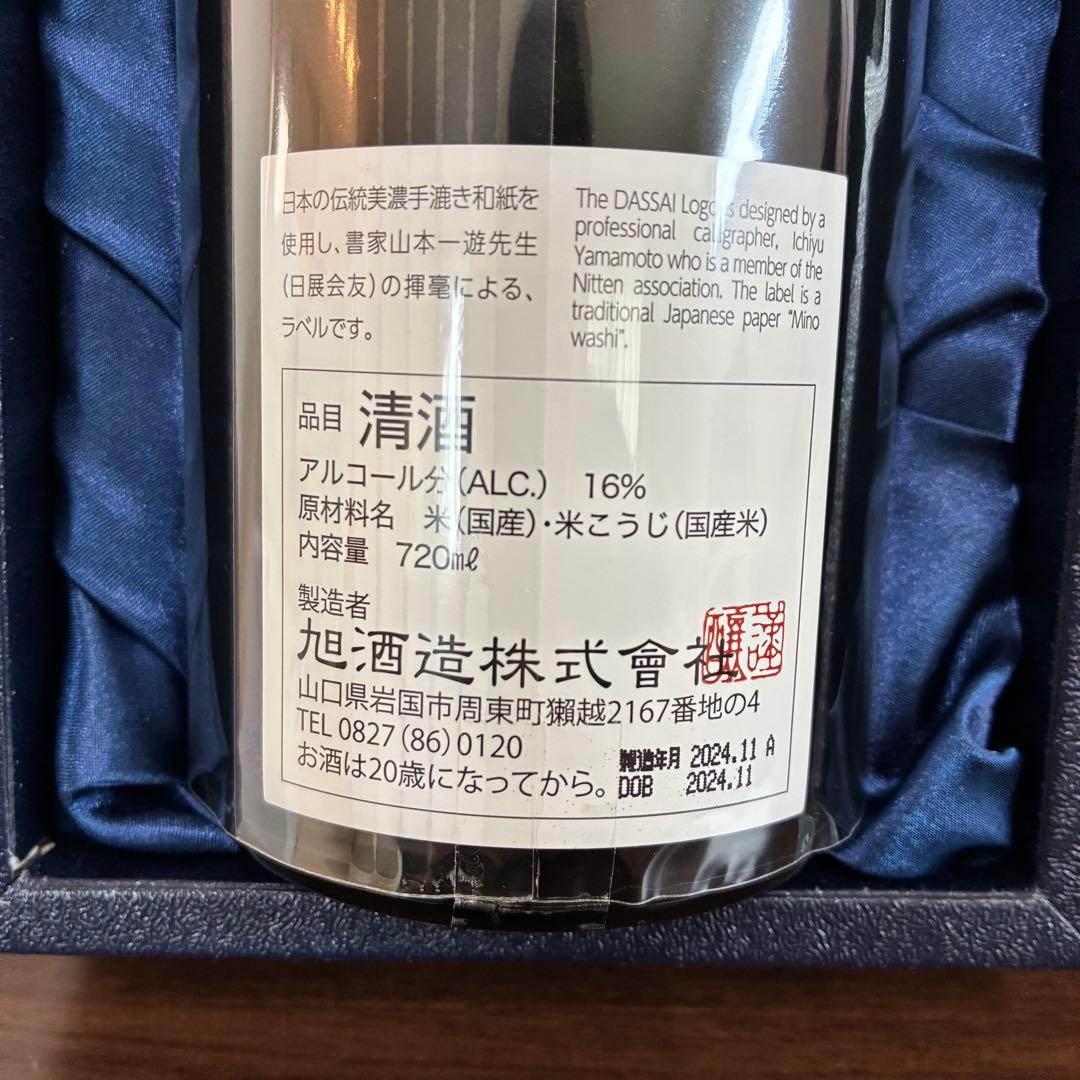 日本の伝統美濃手漉き和紙を
使用し、書家山本一遊先生
(日展会友)の揮毫による、
ラベルです。
The DASSAI Logo is designed by a
professional calligrapher, Ichiyu
Yamamoto who is a member of the
Nitten association. The label is a
traditional Japanese paper "Mino
washi".
品目 清酒
アルコール分(ALC.) 16%
原材料名 米(国産)・米こうじ(国産米)
内容量 720㎖
製造者
旭酒造株式會社
謹醸
山口県岩国市周東町獺越2167番地の4
TEL 0827(86)0120
お酒は20歳になってから。
製造年月 2024.11 A
DOB 2024.11